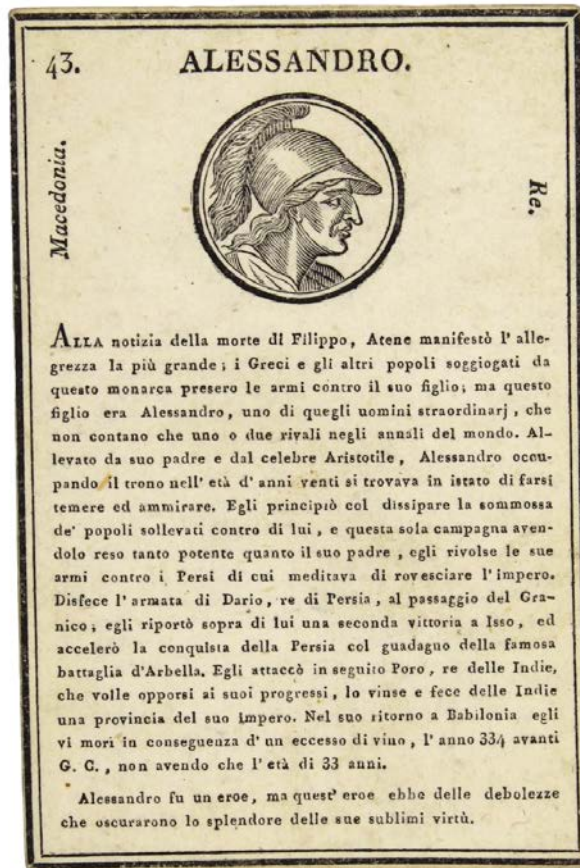 43. ALESSANDRO.
Macedonia.
Re.
ALLA notizia della morte di Filippo, Atene manifestò l' alle-
grezza la più grande; i Greci e gli altri popoli soggiogati da
questo monarca presero le armi contro il suo figlio; ma questo
figlio era Alessandro, uno di quegli uomini straordinarj, che
non contano che uno o due rivali negli annali del mondo. Al-
levato da suo padre e dal celebre Aristotile, Alessandro occu-
pando il trono nell' età d' anni venti si trovava in istato di farsi
temere ed ammirare. Egli principiò col dissipare la sommossa
de' popoli sollevati contro di lui, e questa sola campagna aven-
dolo reso tanto potente quanto il suo padre, egli rivolse le sue
armi contro i Persi di cui meditava di rovesciare l' impero.
Disfece l' armata di Dario, re di Persia, al passaggio del Gra-
nico; egli riportò sopra di lui una seconda vittoria a Isso, ed
accelerò la conquista della Persia col guadagno della famosa
battaglia d'Arbella. Egli attaccò in seguito Poro, re delle Indie,
che volle opporsi ai suoi progressi, lo vinse e fece delle Indie
una provincia del suo impero. Nel suo ritorno a Babilonia egli
vi morì in conseguenza d' un eccesso di vino, l' anno 334 avanti
G. C., non avendo che l' età di 33 anni.
Alessandro fu un eroe, ma quest' eroe ebbe delle debolezze
che oscurarono lo splendore delle sue sublimi virtù.